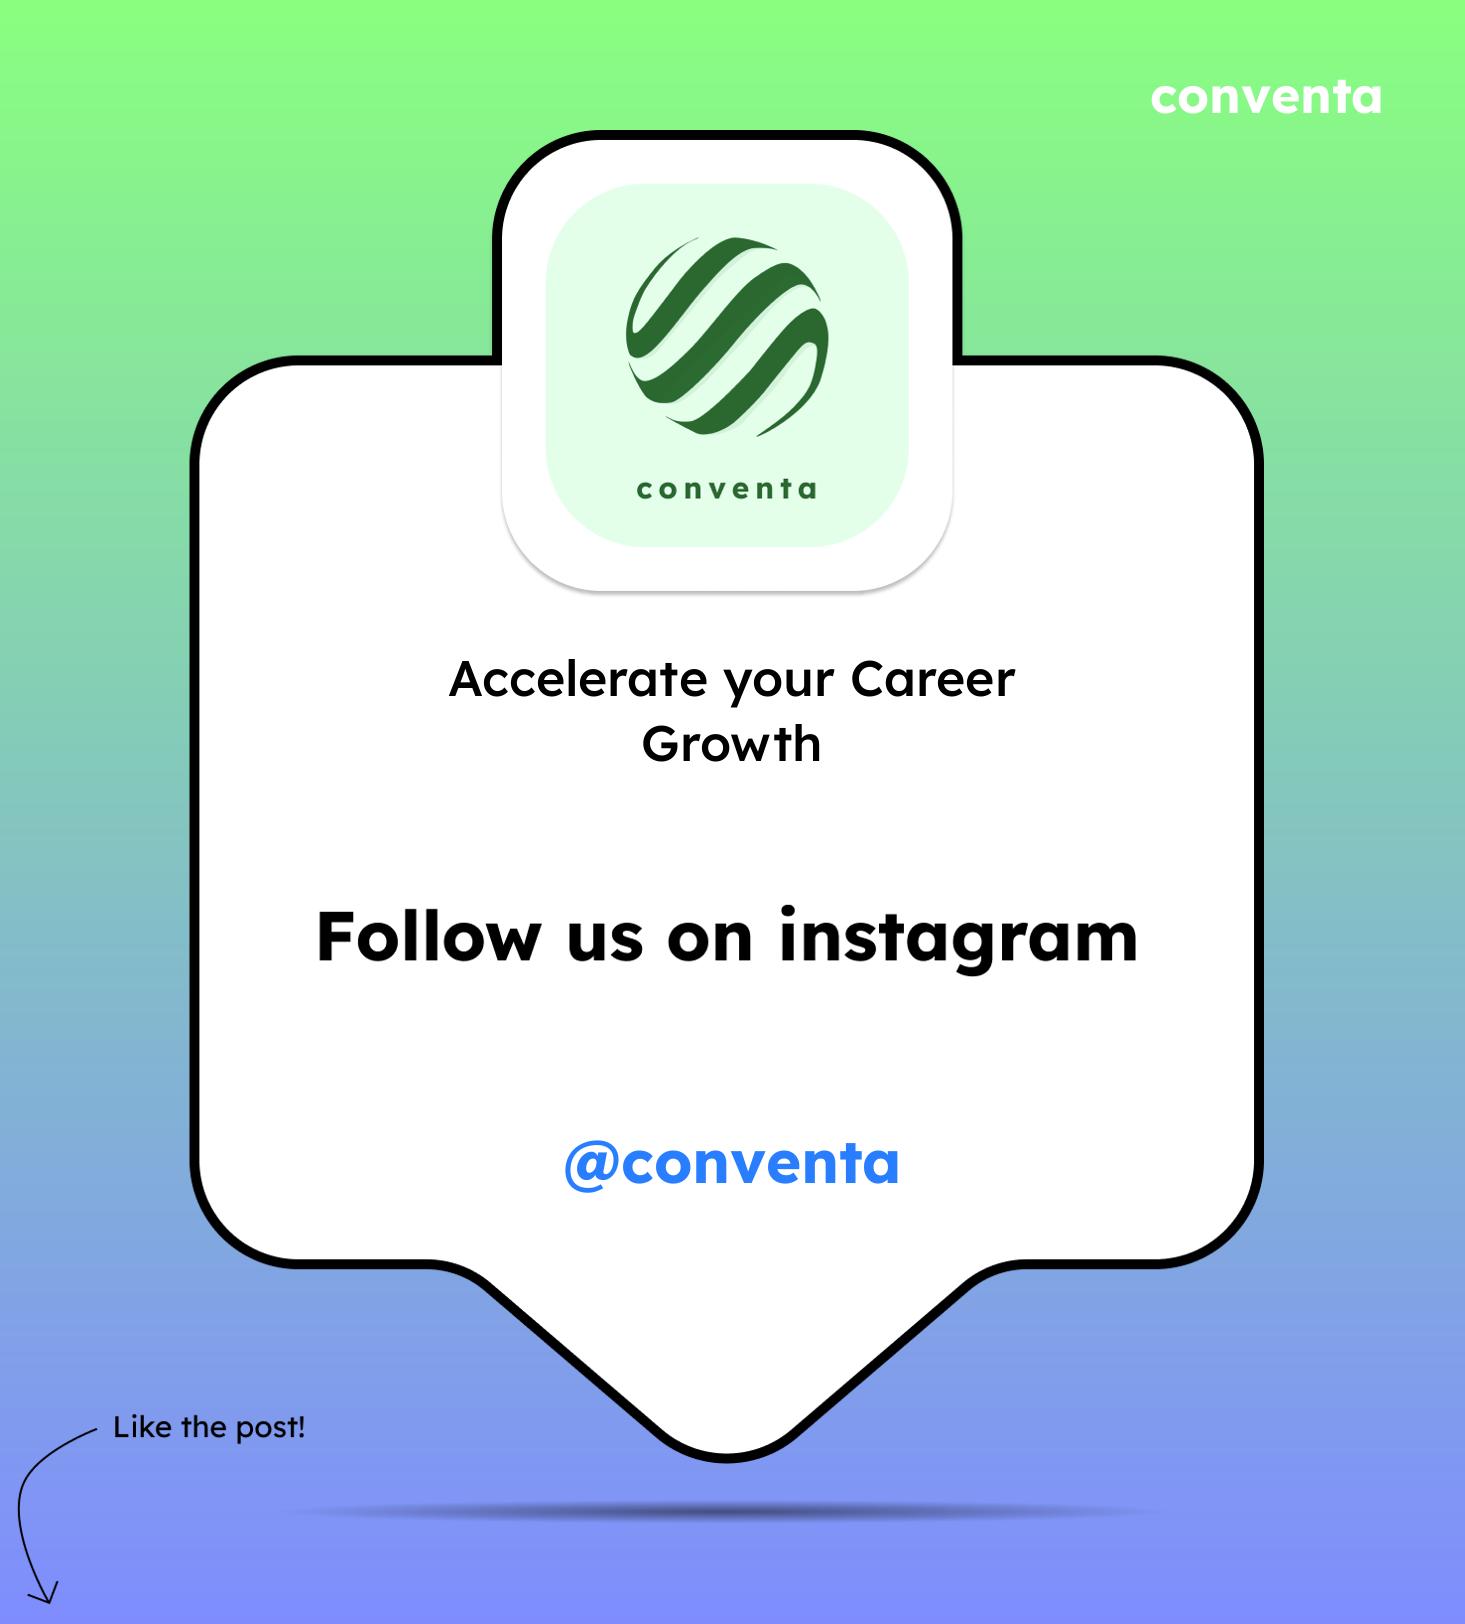 conventa
conventa
Accelerate your Career
Growth
Follow us on instagram
@conventa
Like the post!